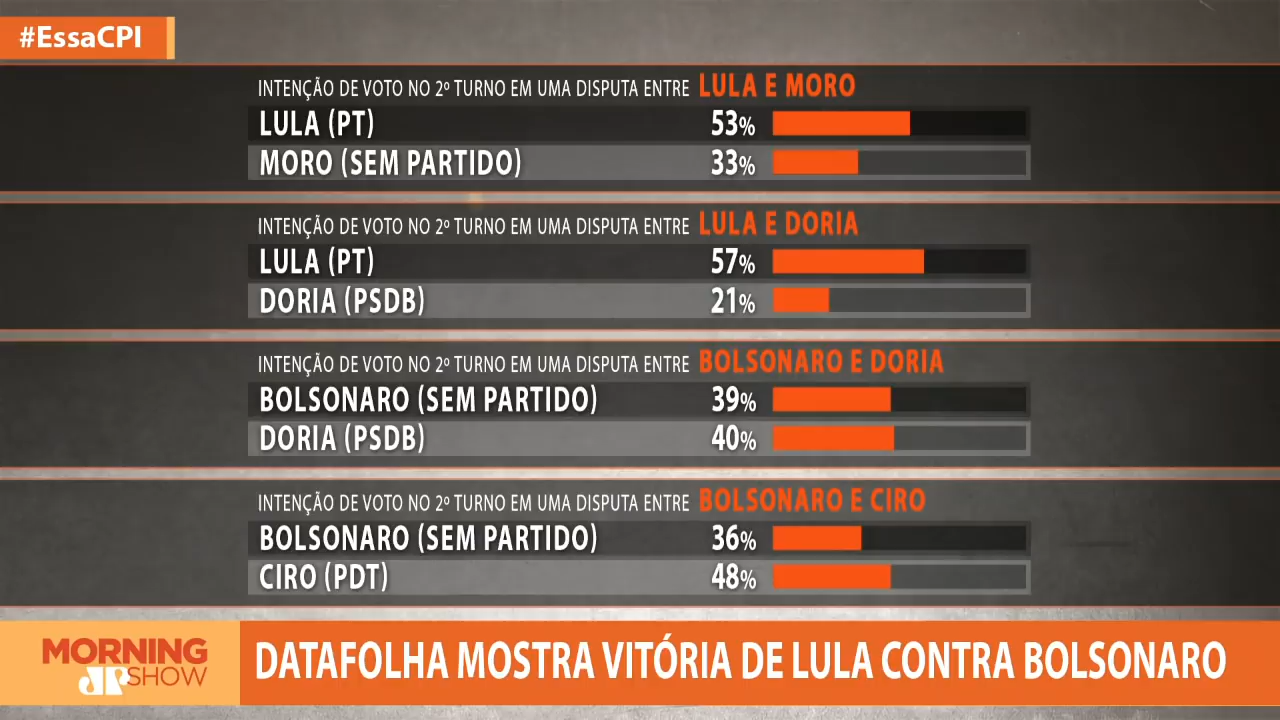 #EssaCPI
INTENÇÃO DE VOTO NO 2º TURNO EM UMA DISPUTA ENTRE LULA E MORO
LULA (PT) 53%
MORO (SEM PARTIDO) 33%
INTENÇÃO DE VOTO NO 2º TURNO EM UMA DISPUTA ENTRE LULA E DORIA
LULA (PT) 57%
DORIA (PSDB) 21%
INTENÇÃO DE VOTO NO 2º TURNO EM UMA DISPUTA ENTRE BOLSONARO E DORIA
BOLSONARO (SEM PARTIDO) 39%
DORIA (PSDB) 40%
INTENÇÃO DE VOTO NO 2º TURNO EM UMA DISPUTA ENTRE BOLSONARO E CIRO
BOLSONARO (SEM PARTIDO) 36%
CIRO (PDT) 48%
MORNING
JP SHOW
DATAFOLHA MOSTRA VITÓRIA DE LULA CONTRA BOLSONARO